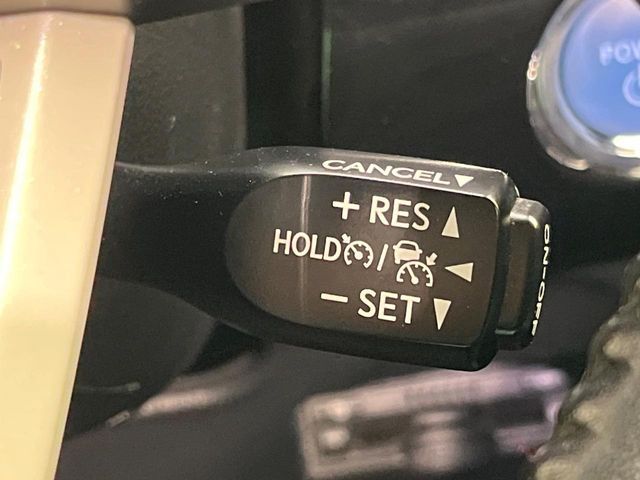 CANCEL▼
+ RES ▲
HOLD / ◀
− SET ▼
ON-OFF